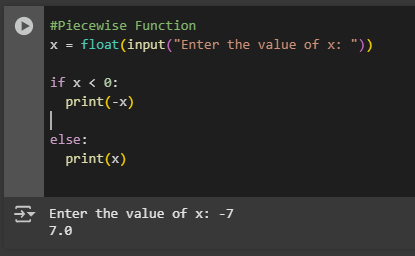 #Piecewise Function
x = float(input("Enter the value of x: "))
if x < 0:
  print(-x)
else:
  print(x)
Enter the value of x: -7
7.0